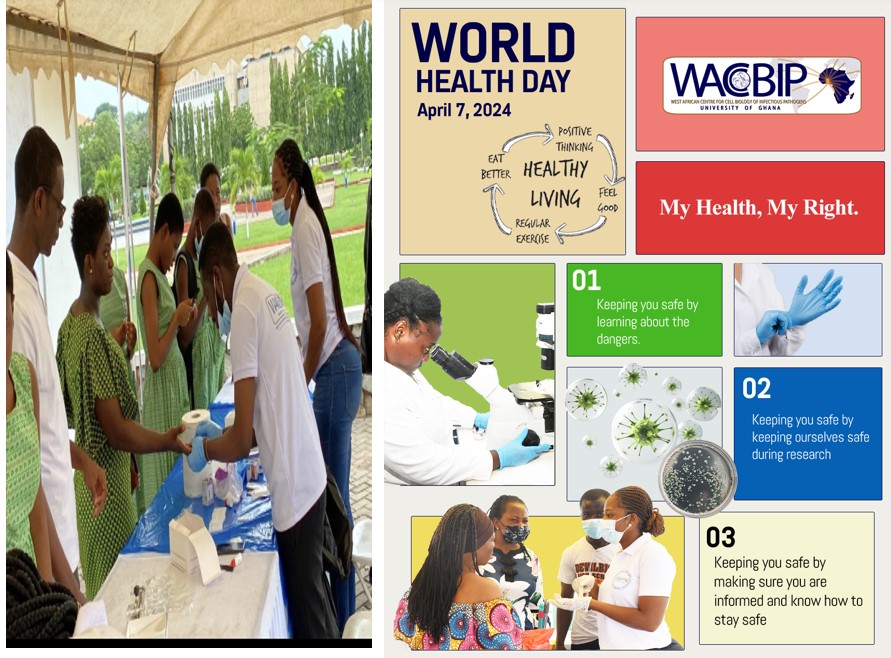 WORLD
HEALTH DAY
April 7, 2024
POSITIVE
THINKING
EAT
BETTER
HEALTHY
LIVING
FEEL
GOOD
REGULAR
EXERCISE
WACCBIP
WEST AFRICAN CENTRE FOR CELL BIOLOGY OF INFECTIOUS PATHOGENS
UNIVERSITY OF GHANA
My Health, My Right.
01
Keeping you safe by
learning about the
dangers.
02
Keeping you safe by
keeping ourselves safe
during research
03
Keeping you safe by
making sure you are
informed and know how to
stay safe